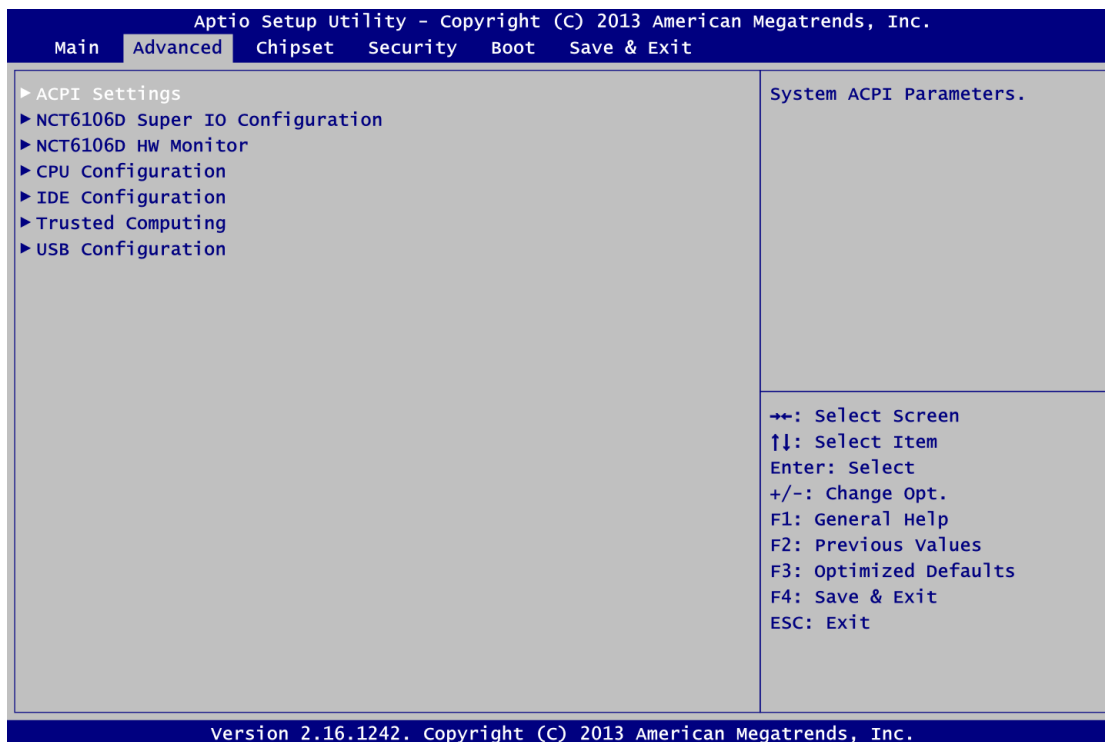 Aptio Setup Utility - Copyright (C) 2013 American Megatrends, Inc.
Main Advanced Chipset Security Boot Save & Exit
►ACPI Settings
►NCT6106D Super IO Configuration
►NCT6106D HW Monitor
►CPU Configuration
►IDE Configuration
►Trusted Computing
►USB Configuration
System ACPI Parameters.
→←: Select Screen
↑↓: Select Item
Enter: Select
+/-: Change Opt.
F1: General Help
F2: Previous Values
F3: Optimized Defaults
F4: Save & Exit
ESC: Exit
Version 2.16.1242. Copyright (C) 2013 American Megatrends, Inc.